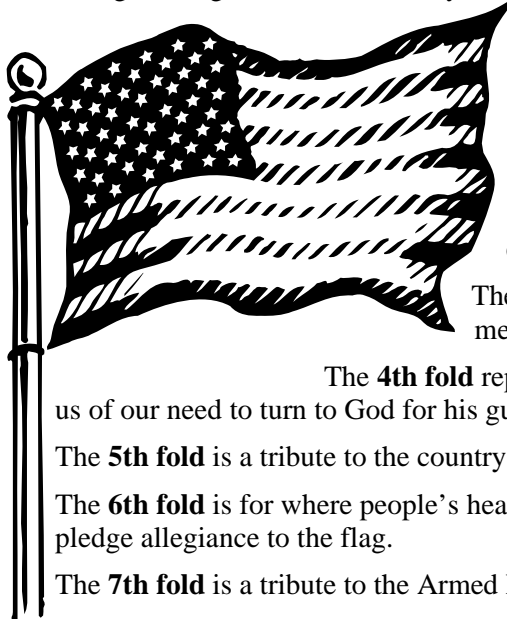 The
me
The 4th fold rep
us of our need to turn to God for his gu
The 5th fold is a tribute to the country
The 6th fold is for where people’s hea
pledge allegiance to the flag.
The 7th fold is a tribute to the Armed